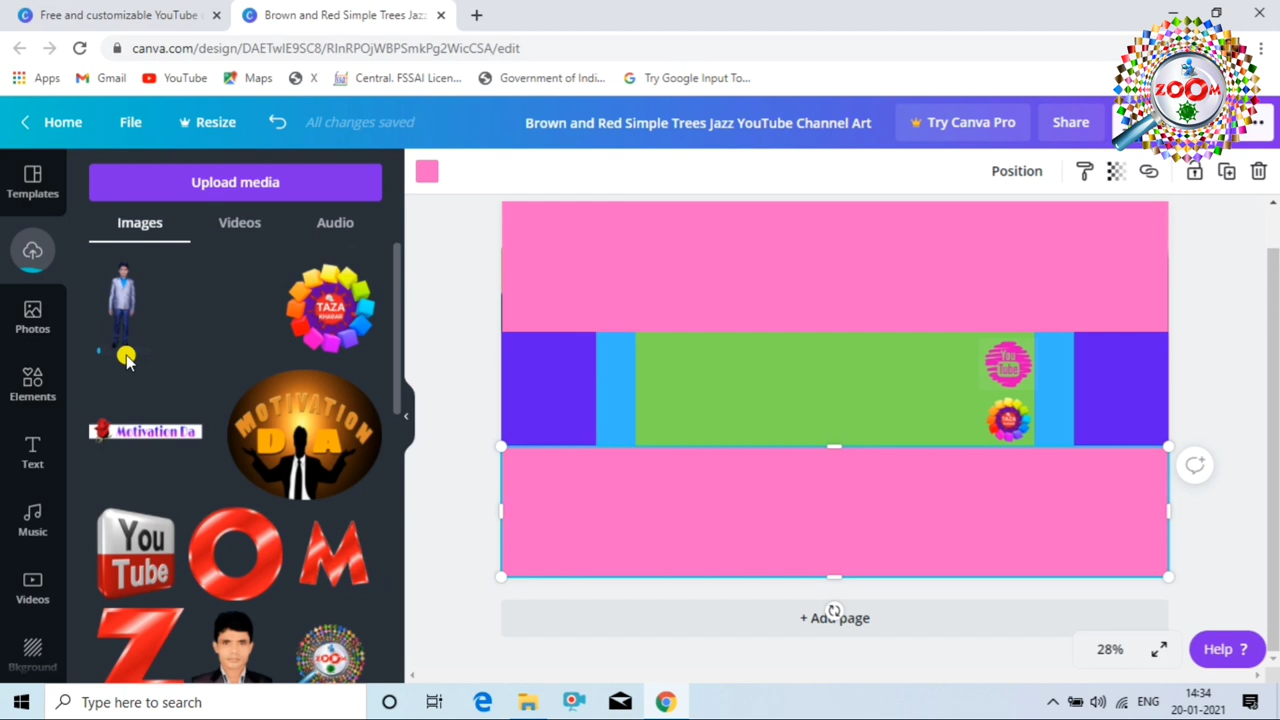 Free and customizable YouTube
Brown and Red Simple Trees Jazz
canva.com/design/DAETwIE9SC8/RInRPOjWBPSmkPg2WicCSA/edit
Apps
Gmail
YouTube
Maps
X
Central. FSSAI Licen...
Government of Indi...
Try Google Input To...
ZOOM
Home
File
Resize
All changes saved
Brown and Red Simple Trees Jazz YouTube Channel Art
Try Canva Pro
Share
Templates
Upload media
Position
Images
Videos
Audio
Photos
TAZA
KHABAR
Elements
Motivation Da
MOTIVATION
DA
You
Tube
Text
Music
You
Tube
O
M
Videos
Z
ZOOM
Bkground
+ Add page
28%
Help ?
Type here to search
ENG
14:34
20-01-2021